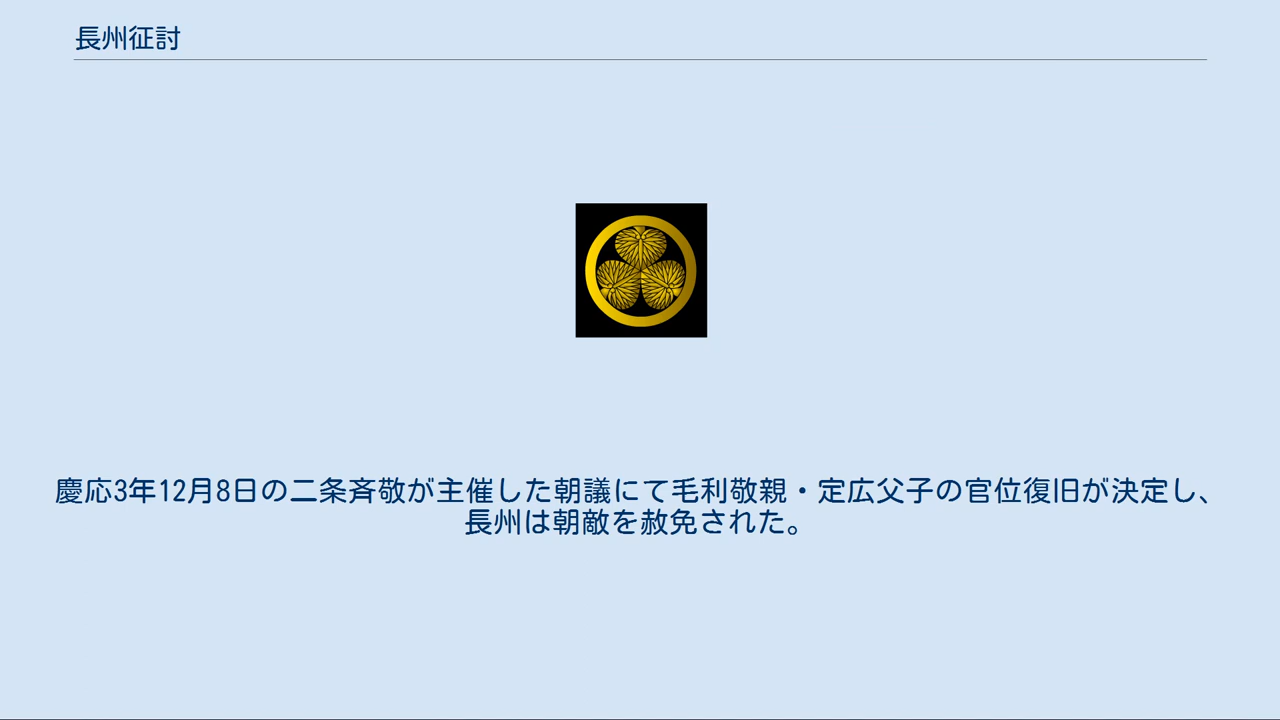 長州征討
慶応3年12月8日の二条斉敬が主催した朝議にて毛利敬親・定広父子の官位復旧が決定し、
長州は朝敵を赦免された。